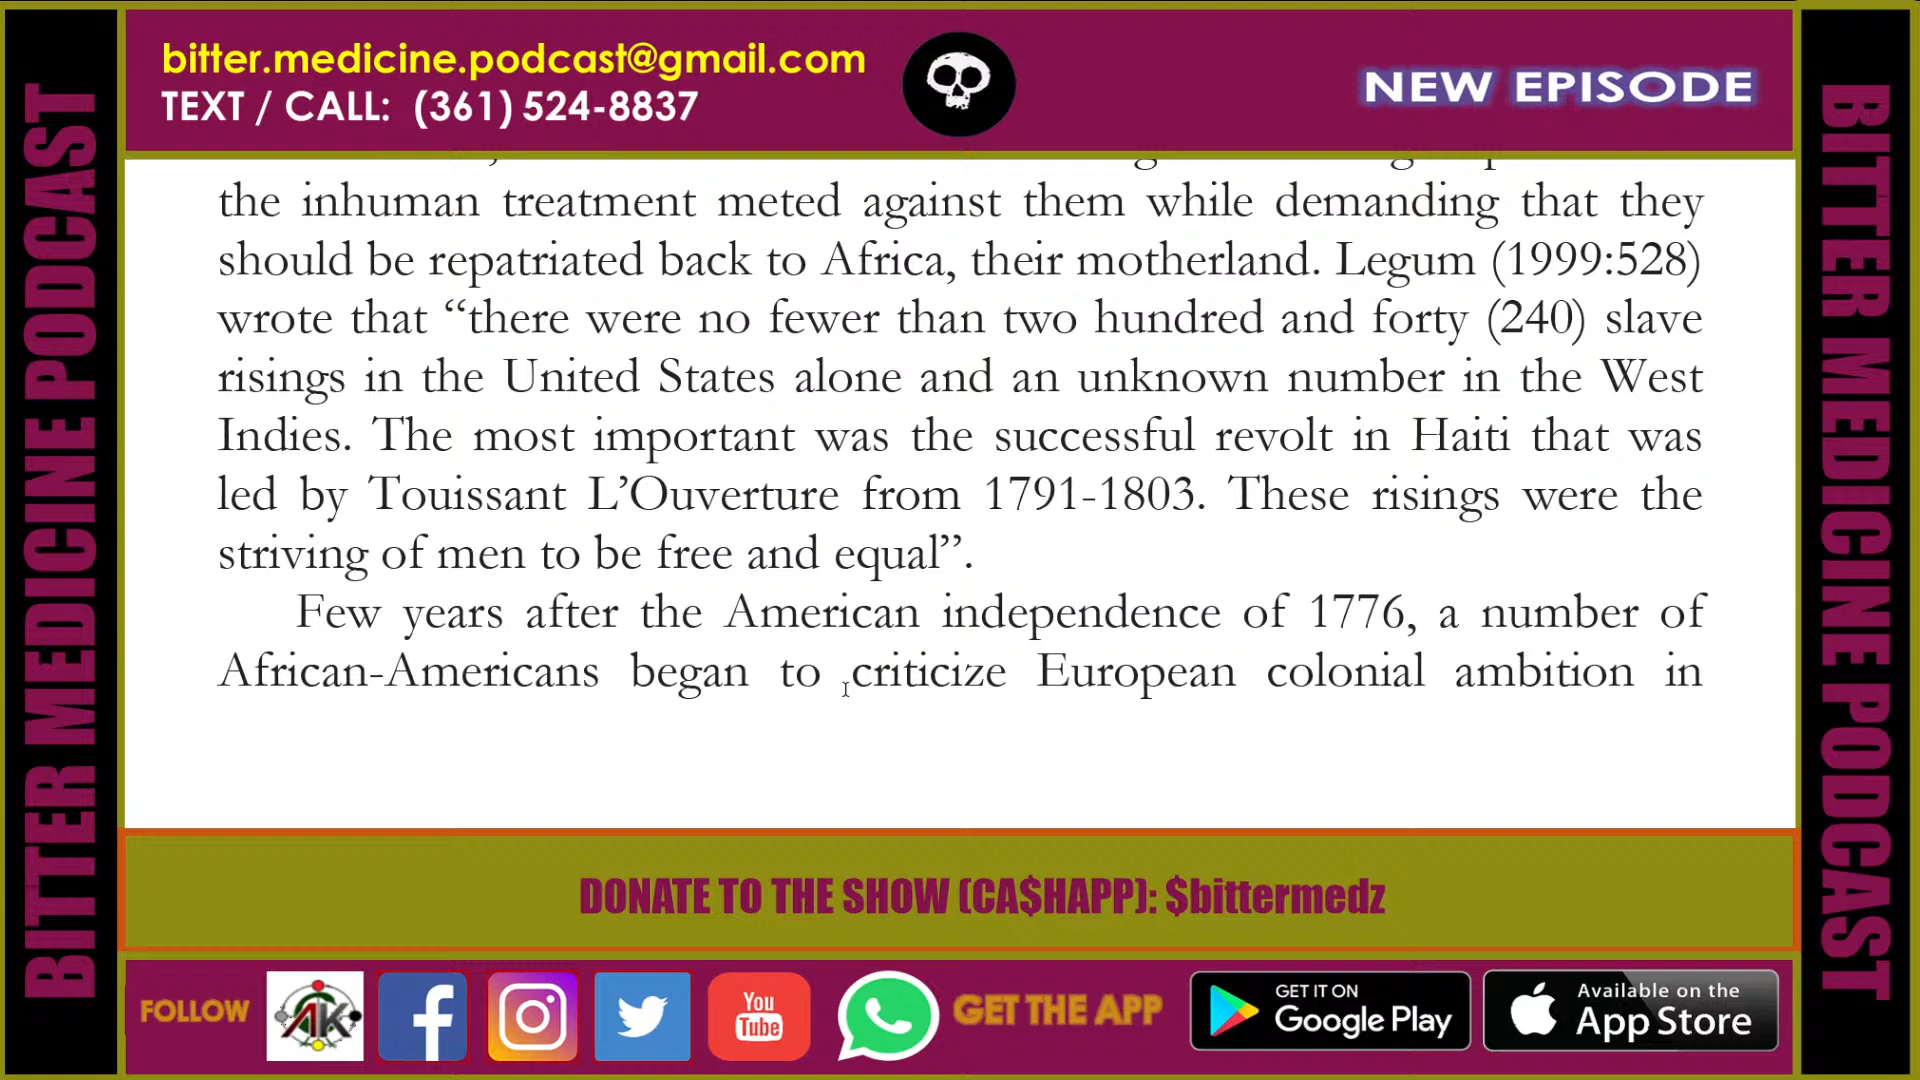 bitter.medicine.podcast@gmail.com
TEXT / CALL: (361) 524-8837
NEW EPISODE
BITTER MEDICINE PODCAST
the inhuman treatment meted against them while demanding that they
should be repatriated back to Africa, their motherland. Legum (1999:528)
wrote that “there were no fewer than two hundred and forty (240) slave
risings in the United States alone and an unknown number in the West
Indies. The most important was the successful revolt in Haiti that was
led by Touissant L’Ouverture from 1791-1803. These risings were the
striving of men to be free and equal”.
Few years after the American independence of 1776, a number of
African-Americans began to criticize European colonial ambition in
BITTER MEDICINE PODCAST
DONATE TO THE SHOW (CA$HAPP): $bittermedz
FOLLOW
AK
You
Tube
GET THE APP
GET IT ON
Google Play
Available on the
App Store